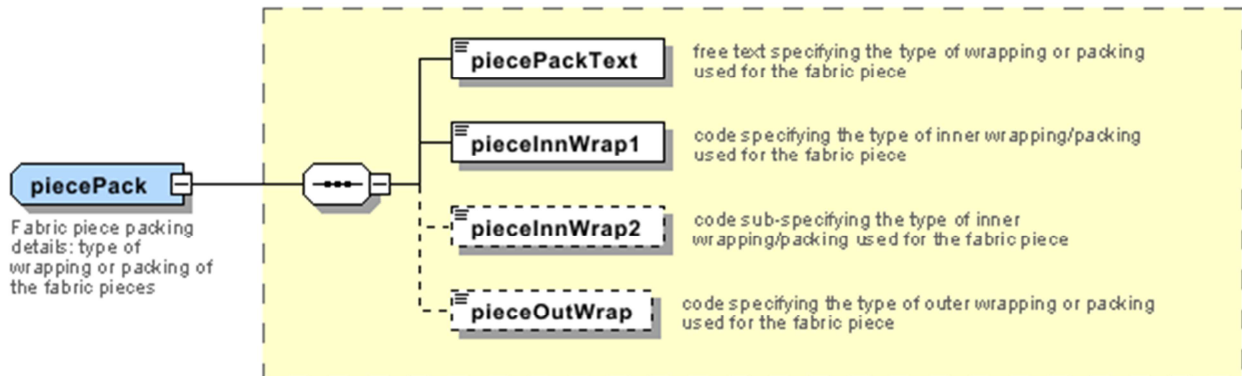 piecePackText
free text specifying the type of wrapping or packing
used for the fabric piece
pieceInnWrap1
code specifying the type of inner wrapping/packing
used for the fabric piece
piecePack
Fabric piece packing
details: type of
wrapping or packing of
the fabric pieces
pieceInnWrap2
code sub-specifying the type of inner
wrapping/packing used for the fabric piece
pieceOutWrap
code specifying the type of outer wrapping or packing
used for the fabric piece